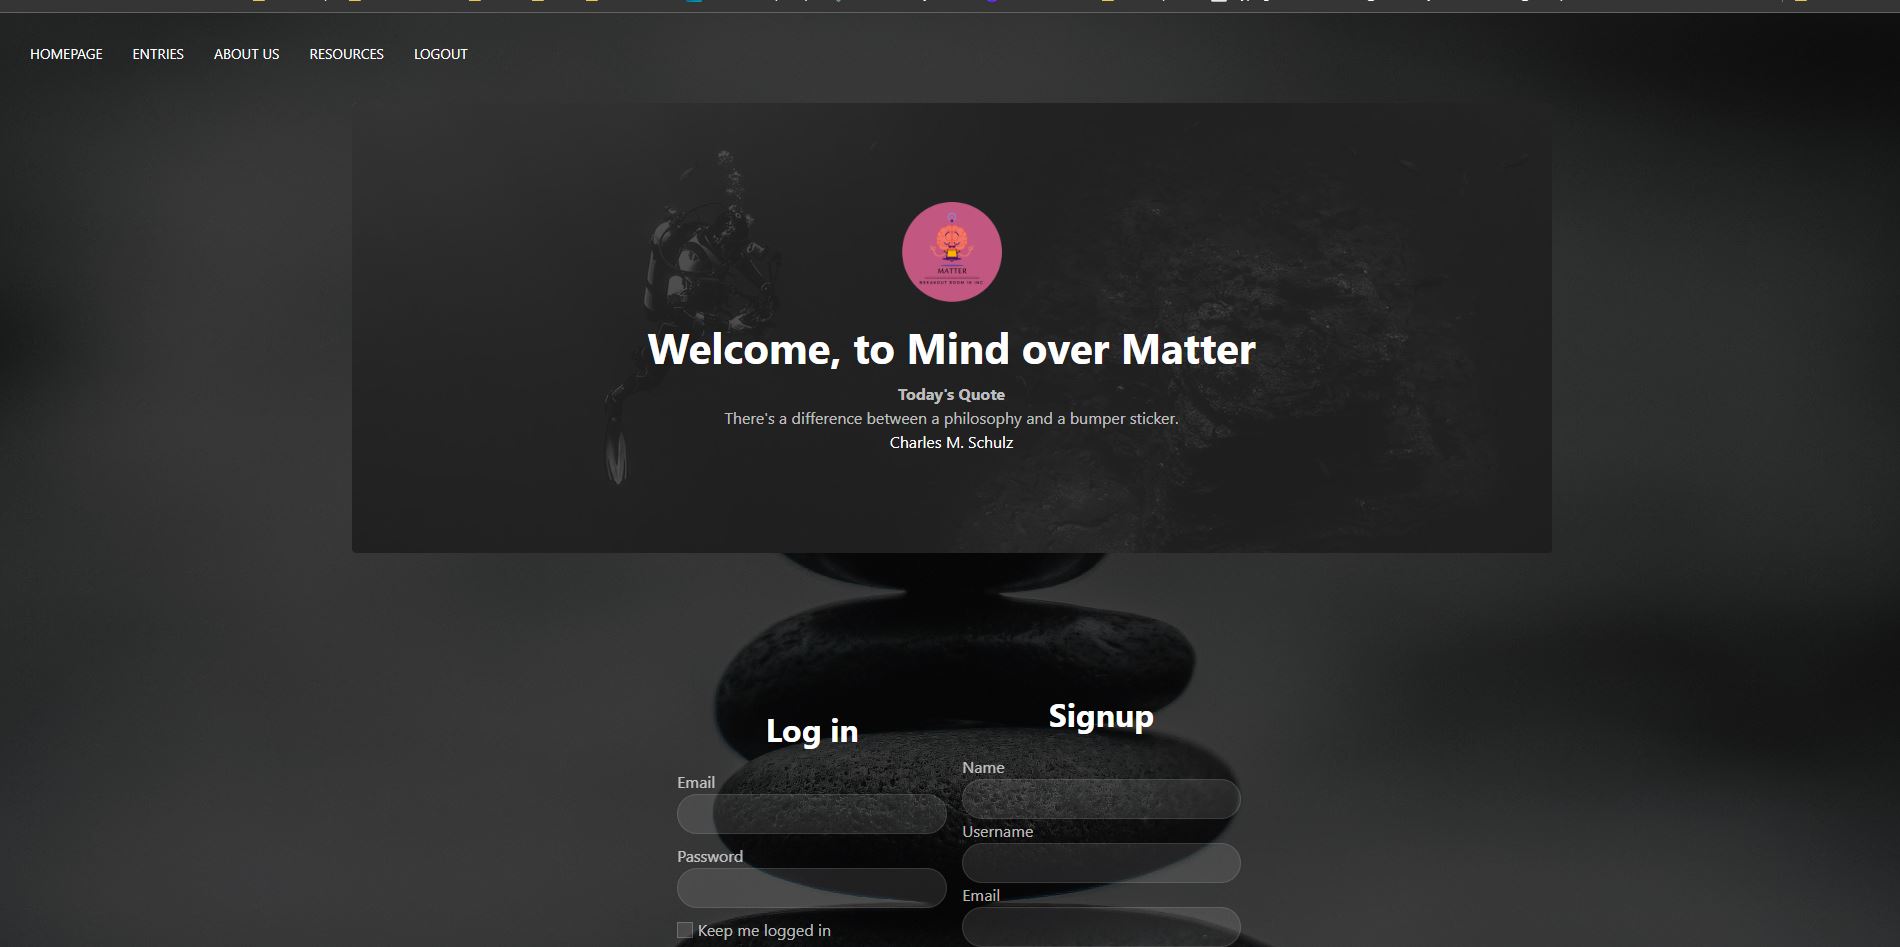 HOMEPAGE ENTRIES ABOUT US RESOURCES LOGOUT
MATTER
BREAKOUT ROOM IN INC
Welcome, to Mind over Matter
Today's Quote
There's a difference between a philosophy and a bumper sticker.
Charles M. Schulz
Log in
Email
Password
Keep me logged in
Signup
Name
Username
Email